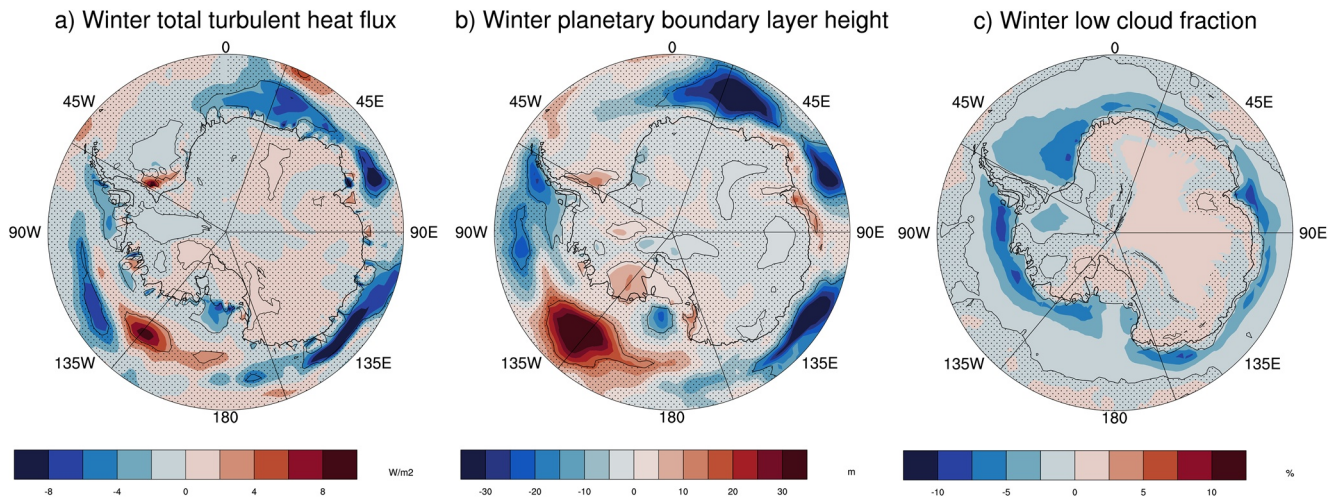 a) Winter total turbulent heat flux
b) Winter planetary boundary layer height
c) Winter low cloud fraction
0
45W
45E
90W
90E
135W
135E
180
0
45W
45E
90W
90E
135W
135E
180
0
45W
45E
90W
90E
135W
135E
180
-8 -4 0 4 8 W/m2
-30 -20 -10 0 10 20 30 m
-10 -5 0 5 10 %